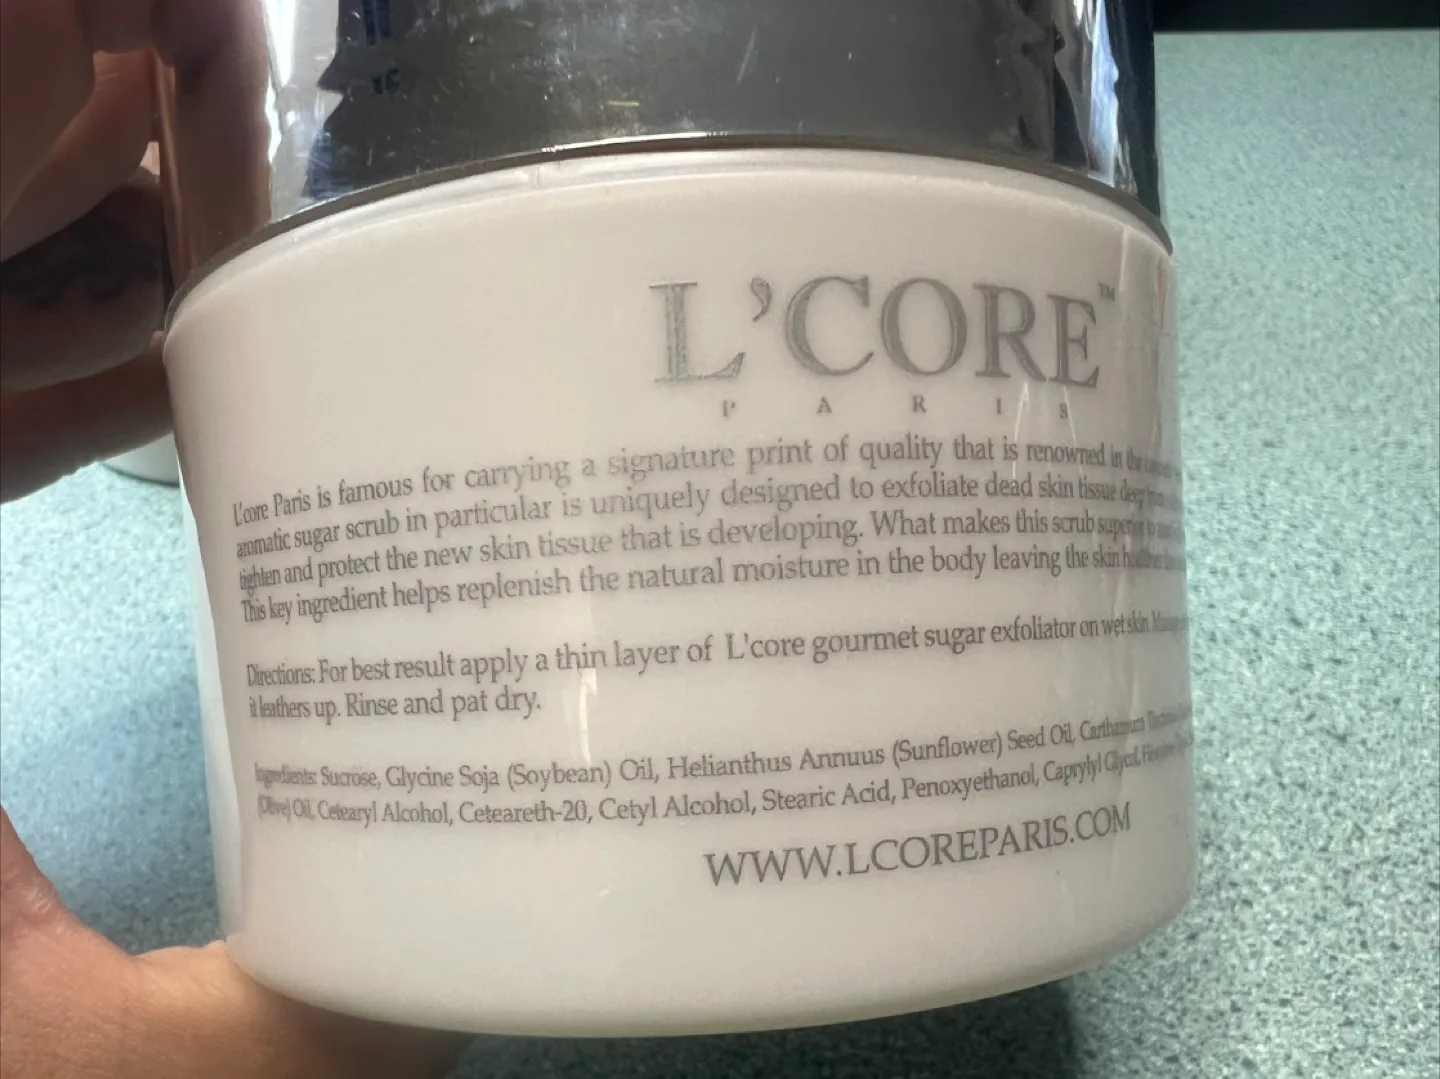 L'CORE™
PARIS
L'core Paris is famous for carrying a signature print of quality that is renowned in the
aromatic sugar scrub in particular is uniquely designed to exfoliate dead skin tissue deep
tighten and protect the new skin tissue that is developing. What makes this scrub superior to
This key ingredient helps replenish the natural moisture in the body leaving the skin
Directions: For best result apply a thin layer of L'core gourmet sugar exfoliator on wet skin
it leathers up. Rinse and pat dry.
Ingredients: Sucrose, Glycine Soja (Soybean) Oil, Helianthus Annuus (Sunflower) Seed Oil, Carthamum
(Olive) Oil, Cetearyl Alcohol, Ceteareth-20, Cetyl Alcohol, Stearic Acid, Penoxyethanol, Caprylyl Glycol,
WWW.LCOREPARIS.COM